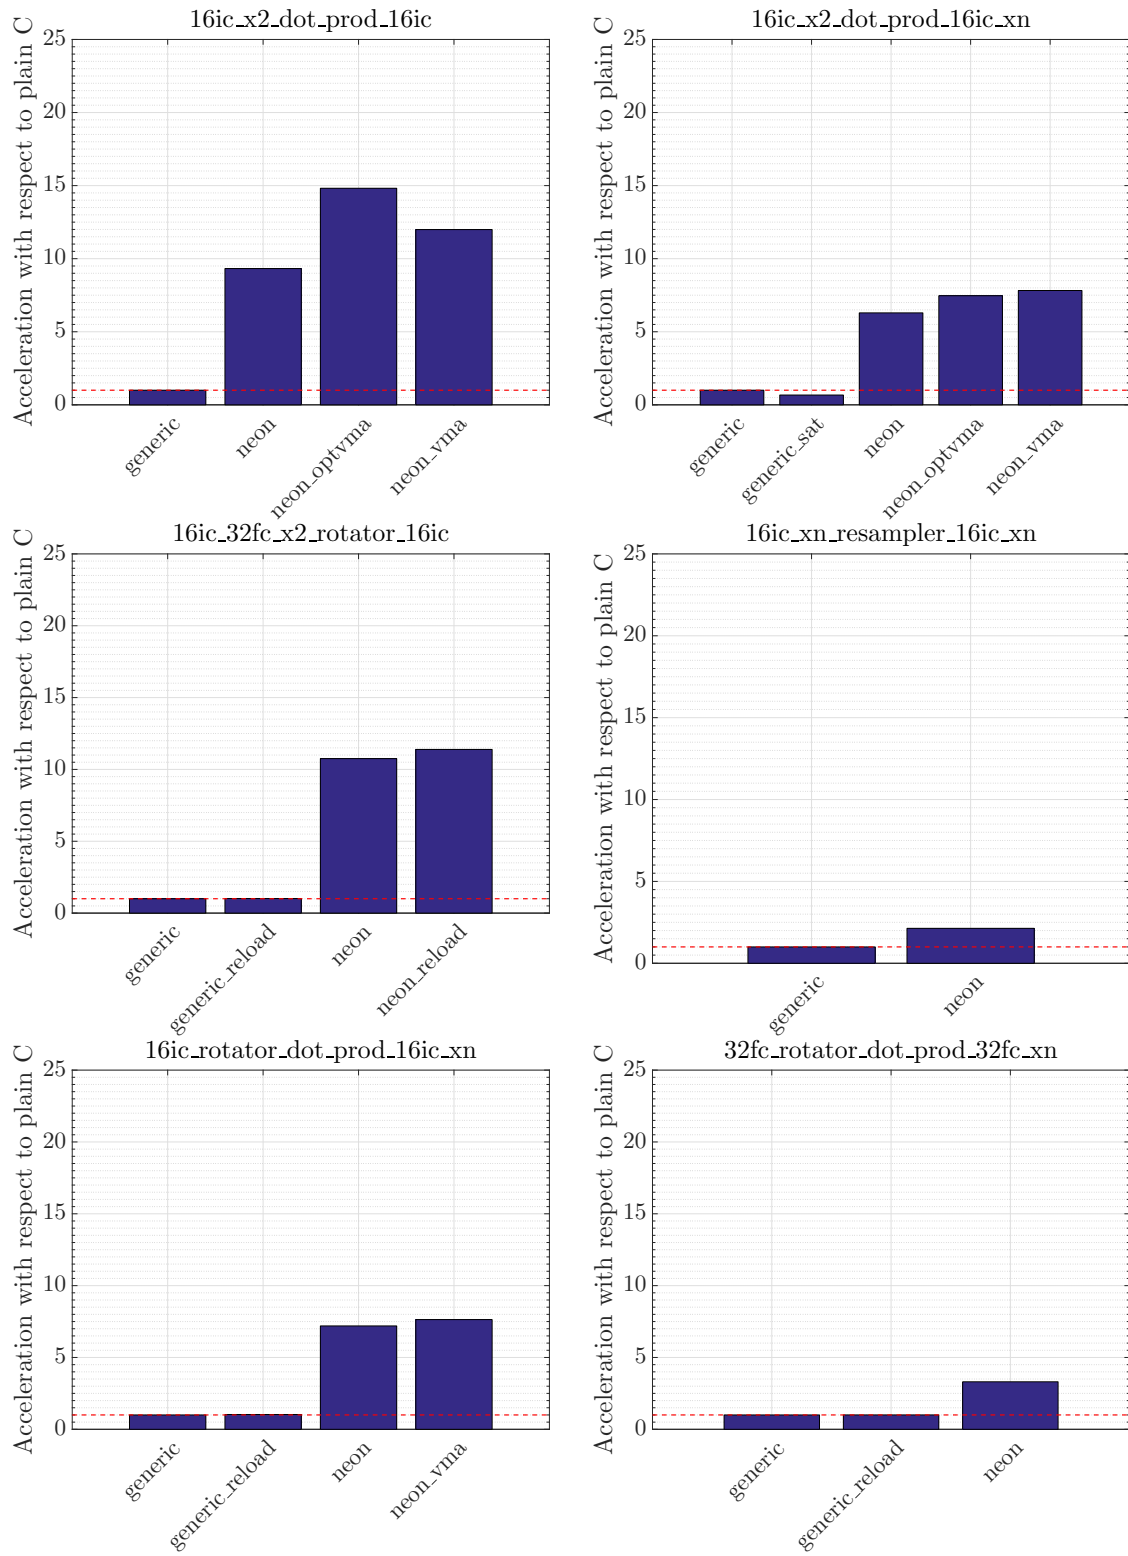 16ic_x2_dot_prod_16ic
Acceleration with respect to plain C
25
20
15
10
5
0
generic
neon
neon_optvma
neon_vma
16ic_x2_dot_prod_16ic_xn
Acceleration with respect to plain C
25
20
15
10
5
0
generic
generic_sat
neon
neon_optvma
neon_vma
16ic_32fc_x2_rotator_16ic
Acceleration with respect to plain C
25
20
15
10
5
0
generic
generic_reload
neon
neon_reload
16ic_xn_resampler_16ic_xn
Acceleration with respect to plain C
25
20
15
10
5
0
generic
neon
16ic_rotator_dot_prod_16ic_xn
Acceleration with respect to plain C
25
20
15
10
5
0
generic
generic_reload
neon
neon_vma
32fc_rotator_dot_prod_32fc_xn
Acceleration with respect to plain C
25
20
15
10
5
0
generic
generic_reload
neon